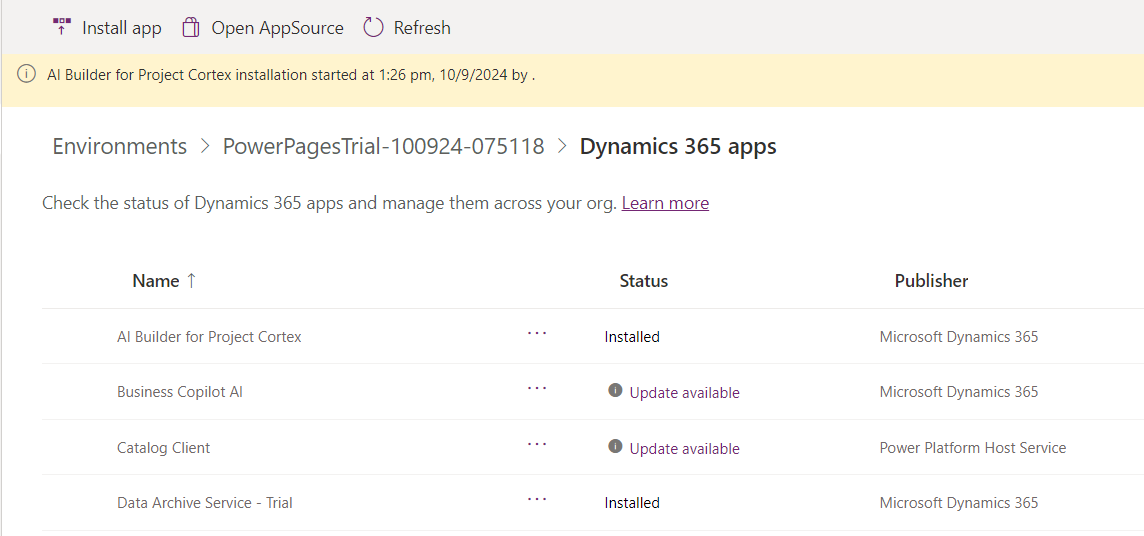 Install app Open AppSource Refresh
AI Builder for Project Cortex installation started at 1:26 pm, 10/9/2024 by .
Environments > PowerPagesTrial-100924-075118 > Dynamics 365 apps
Check the status of Dynamics 365 apps and manage them across your org. Learn more
Name ↑ Status Publisher
AI Builder for Project Cortex ... Installed Microsoft Dynamics 365
Business Copilot AI ... Update available Microsoft Dynamics 365
Catalog Client ... Update available Power Platform Host Service
Data Archive Service - Trial ... Installed Microsoft Dynamics 365